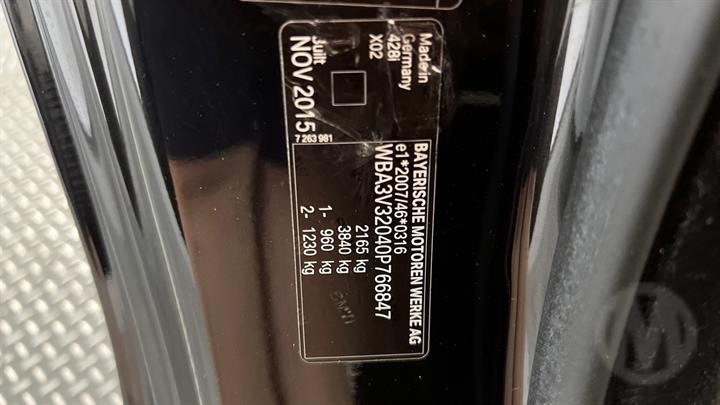 BAYERISCHE MOTOREN WERKE AG
e1*2007/46*0316
WBA3V32040P766847
2165 kg
3840 kg
1- 960 kg
2- 1230 kg
BMW
Made in
Germany
428i
X02
Built
NOV 2015
7 263 981
M